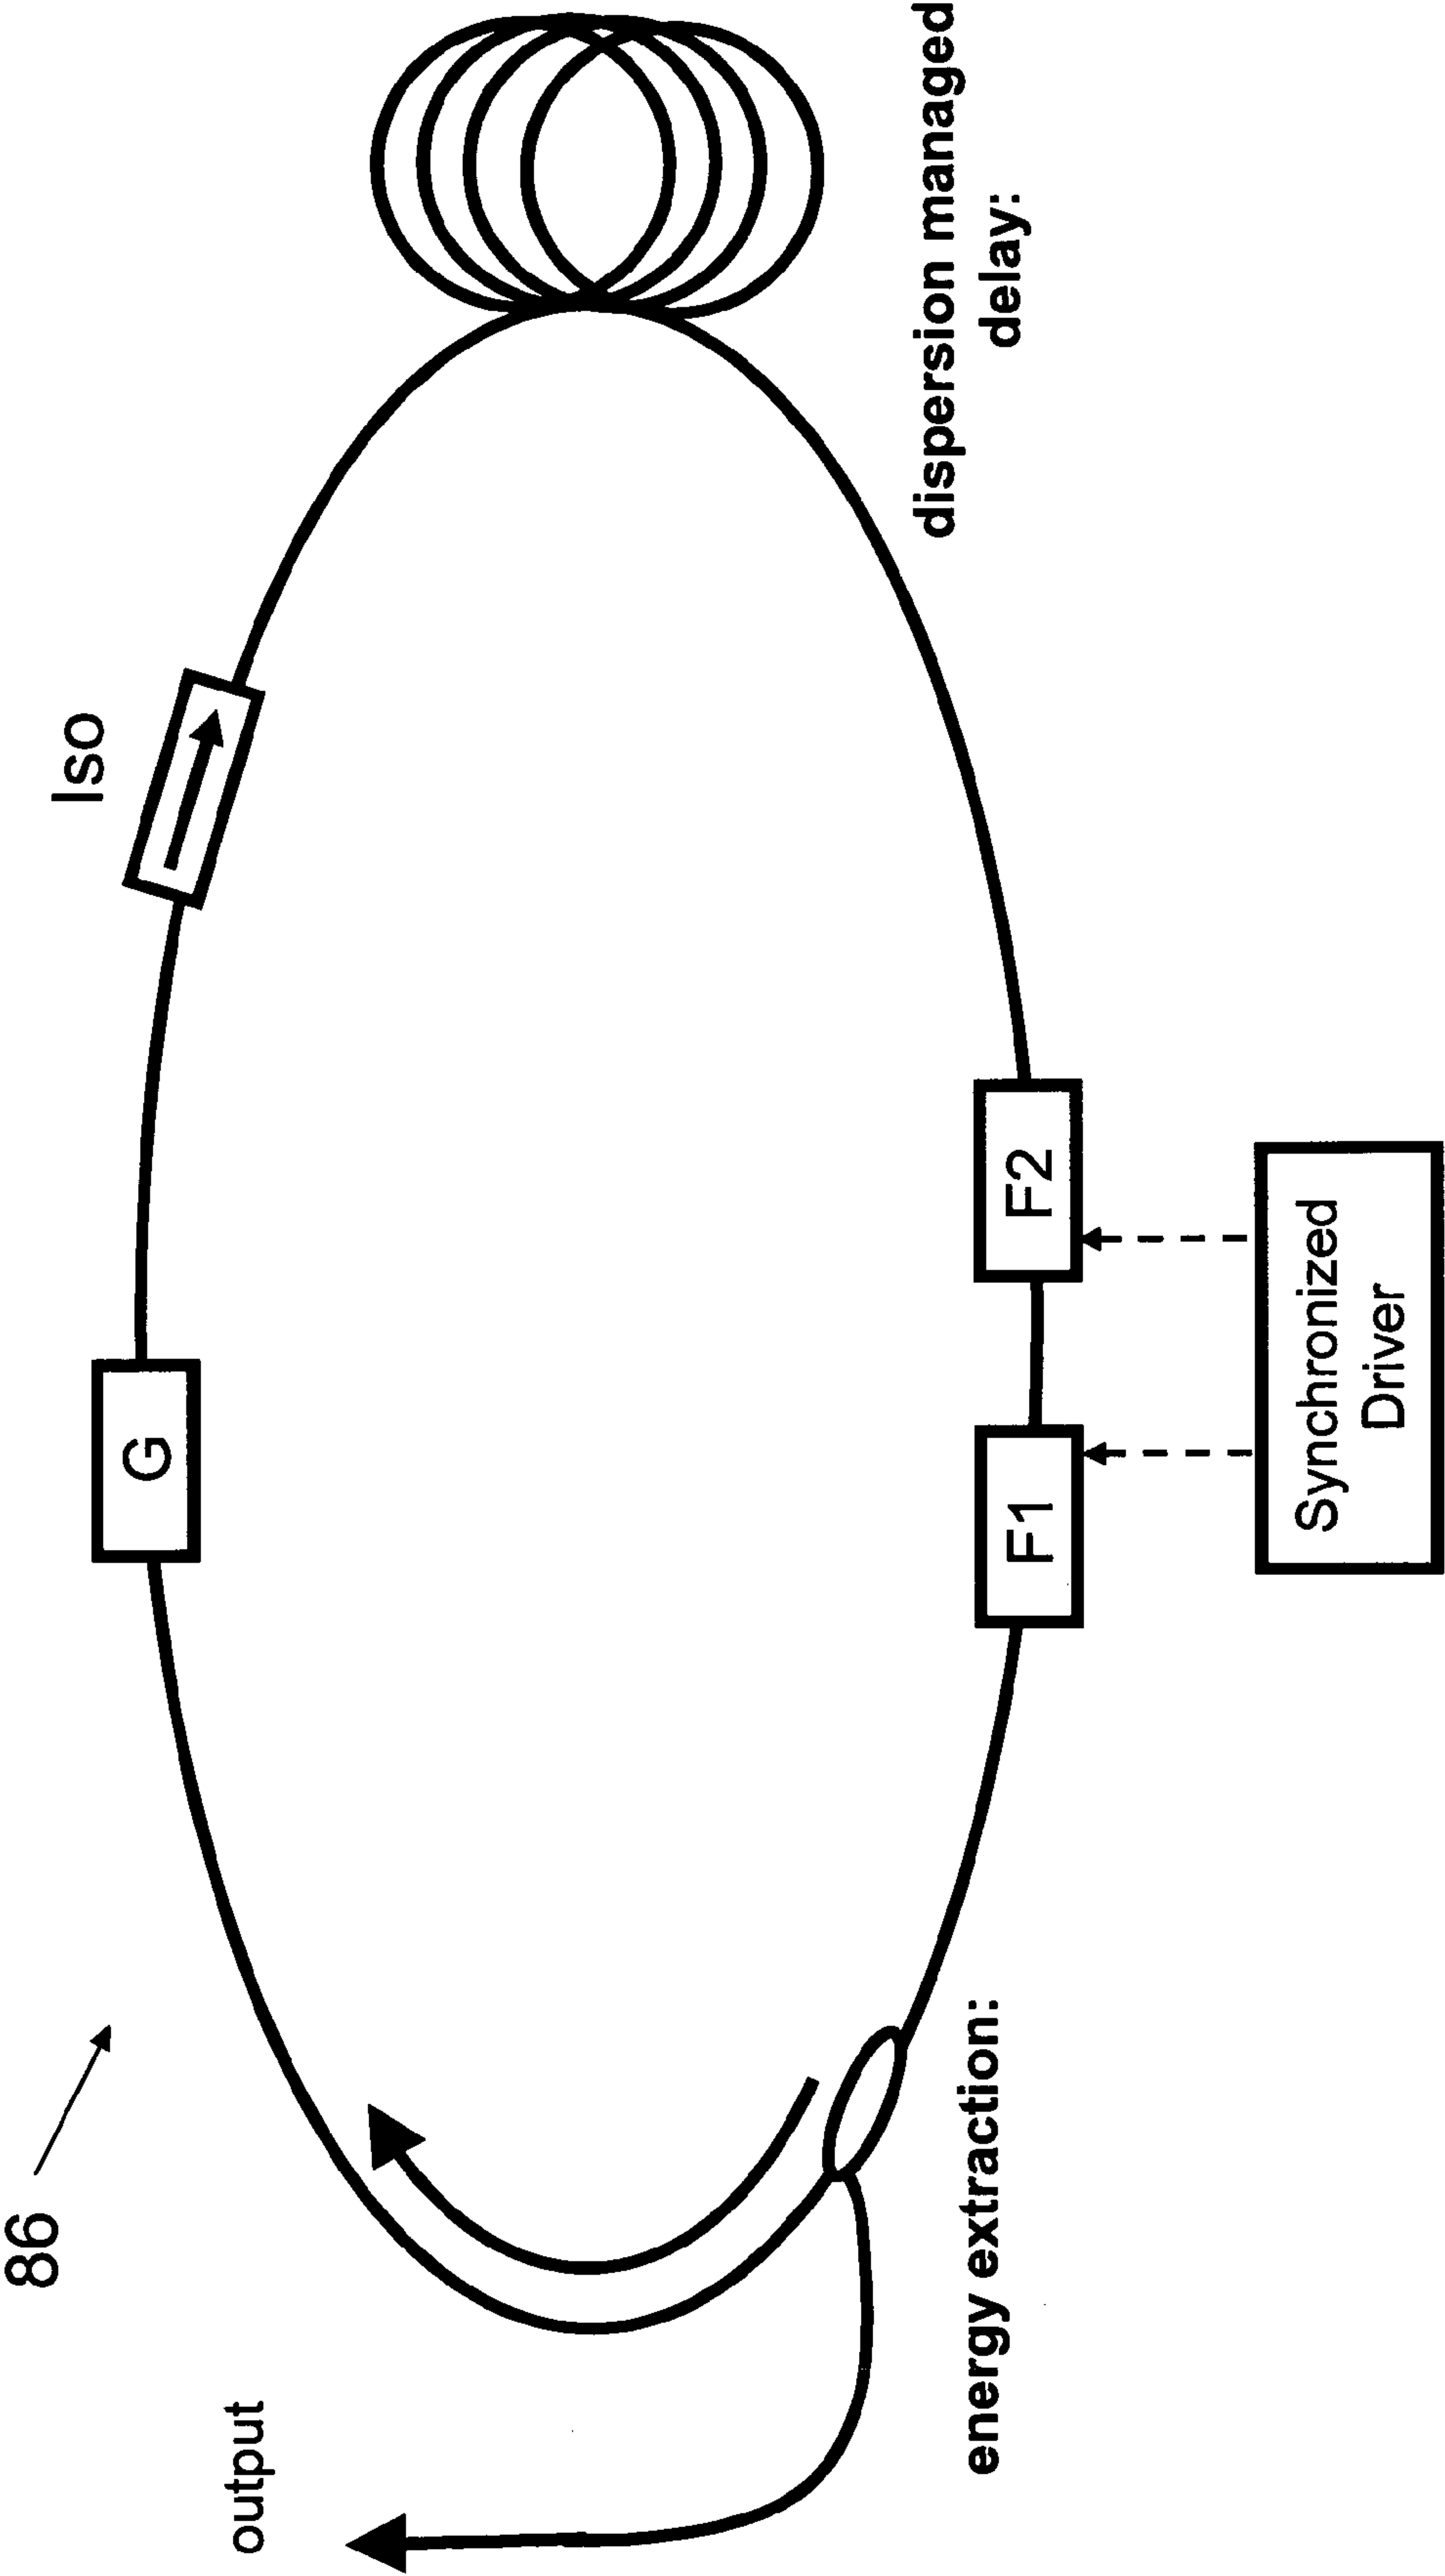 86
output
G
Iso
energy extraction:
F1
F2
dispersion managed
delay:
Synchronized
Driver